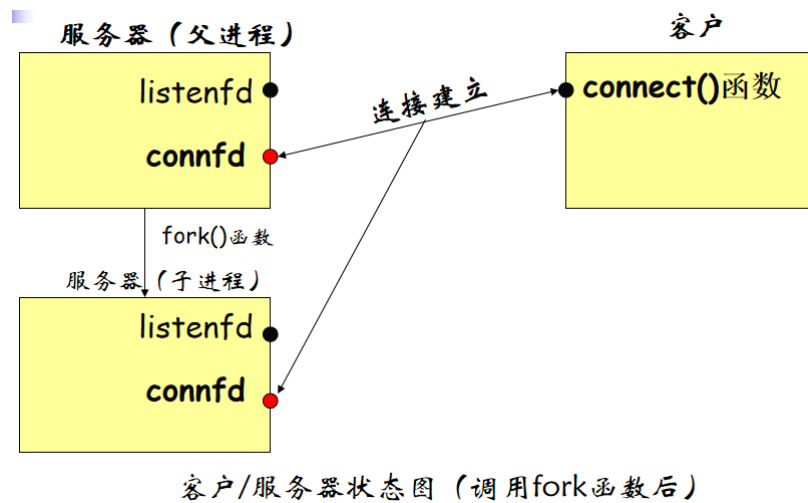 服务器（父进程）
客户
listenfd
connect()函数
连接建立
connfd
fork()函数
服务器（子进程）
listenfd
connfd
客户/服务器状态图（调用fork函数后）